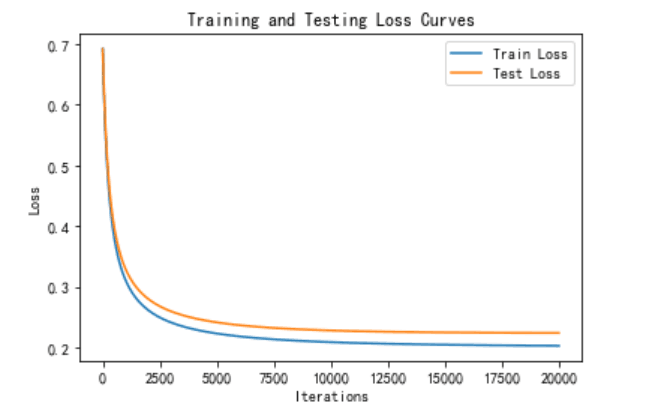 Training and Testing Loss Curves
0.7
0.6
0.5
0.4
0.3
0.2
Loss
Train Loss
Test Loss
0 2500 5000 7500 10000 12500 15000 17500 20000
Iterations